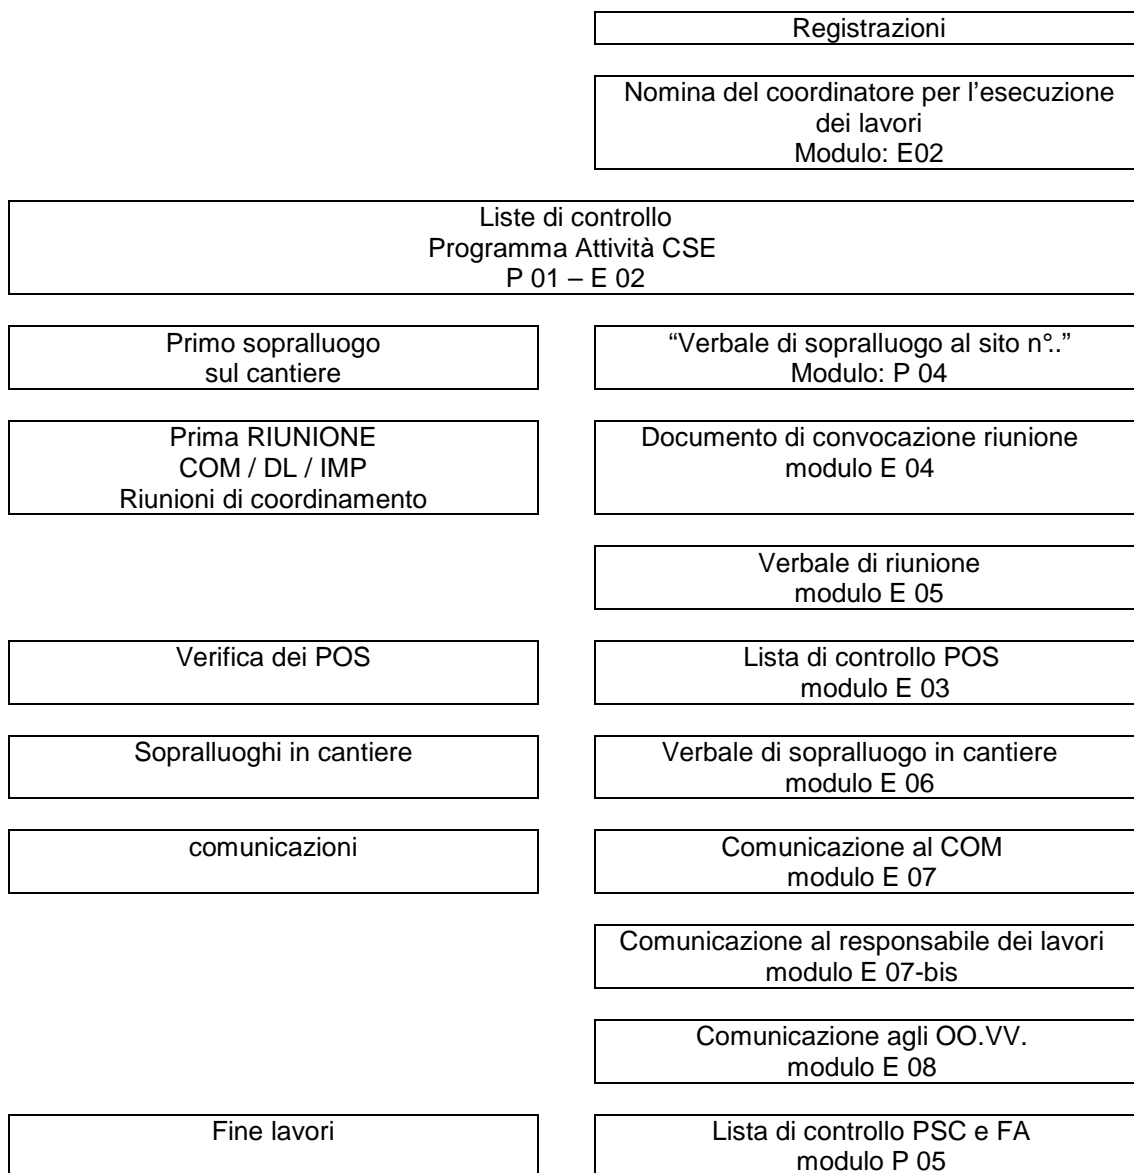 Registrazioni
Nomina del coordinatore per l’esecuzione
dei lavori
Modulo: E02
Liste di controllo
Programma Attività CSE
P 01 – E 02
Primo sopralluogo
sul cantiere
“Verbale di sopralluogo al sito n°..”
Modulo: P 04
Prima RIUNIONE
COM / DL / IMP
Riunioni di coordinamento
Documento di convocazione riunione
modulo E 04
Verbale di riunione
modulo E 05
Verifica dei POS
Lista di controllo POS
modulo E 03
Sopralluoghi in cantiere
Verbale di sopralluogo in cantiere
modulo E 06
comunicazioni
Comunicazione al COM
modulo E 07
Comunicazione al responsabile dei lavori
modulo E 07-bis
Comunicazione agli OO.VV.
modulo E 08
Fine lavori
Lista di controllo PSC e FA
modulo P 05